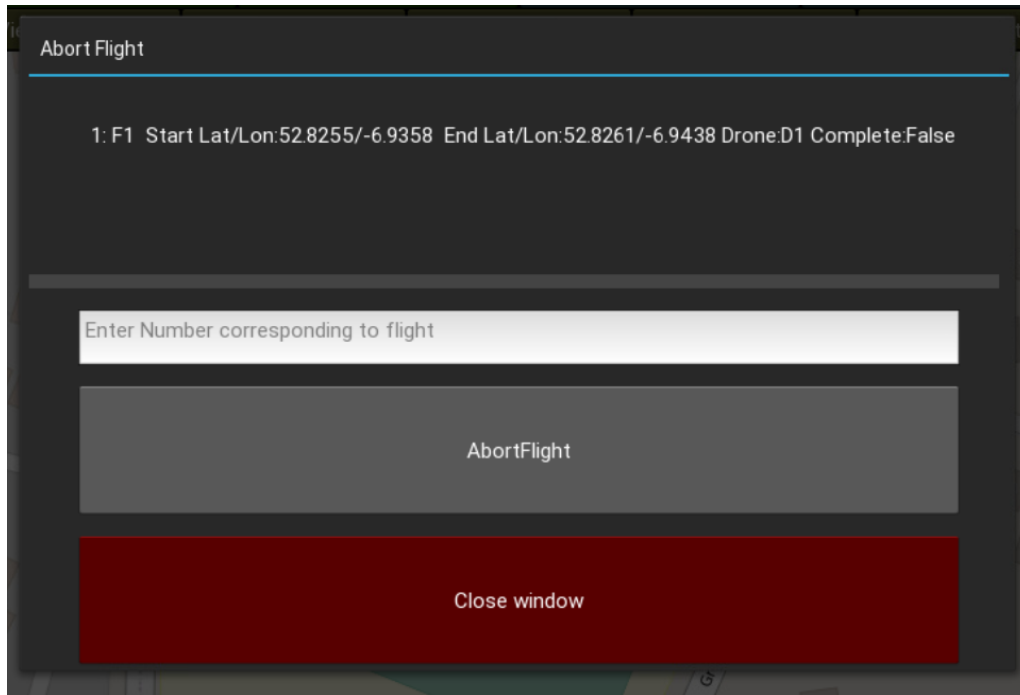 Abort Flight
1: F1  Start Lat/Lon:52.8255/-6.9358  End Lat/Lon:52.8261/-6.9438 Drone:D1 Complete:False
Enter Number corresponding to flight
AbortFlight
Close window